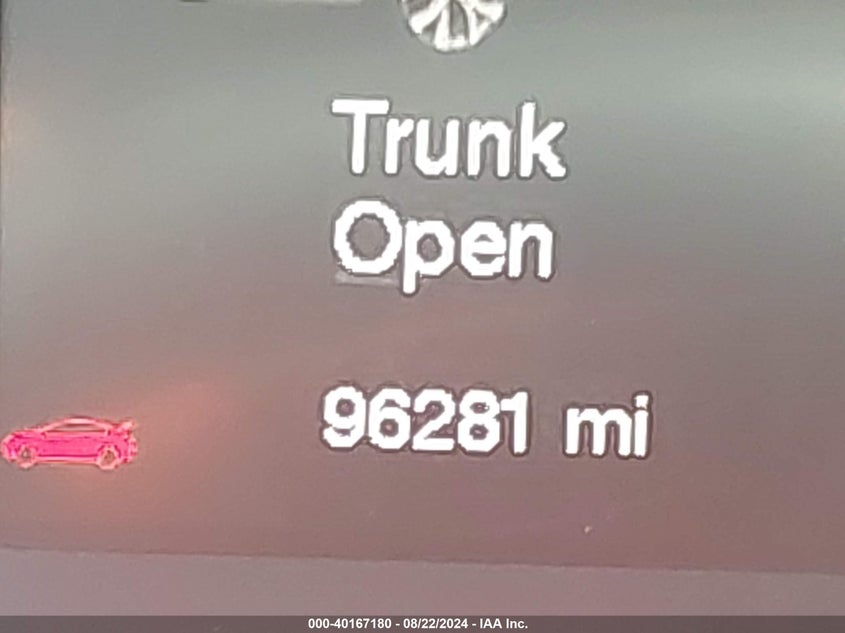 Trunk
Open
96281 mi
000-40167180 - 08/22/2024 - IAA Inc.